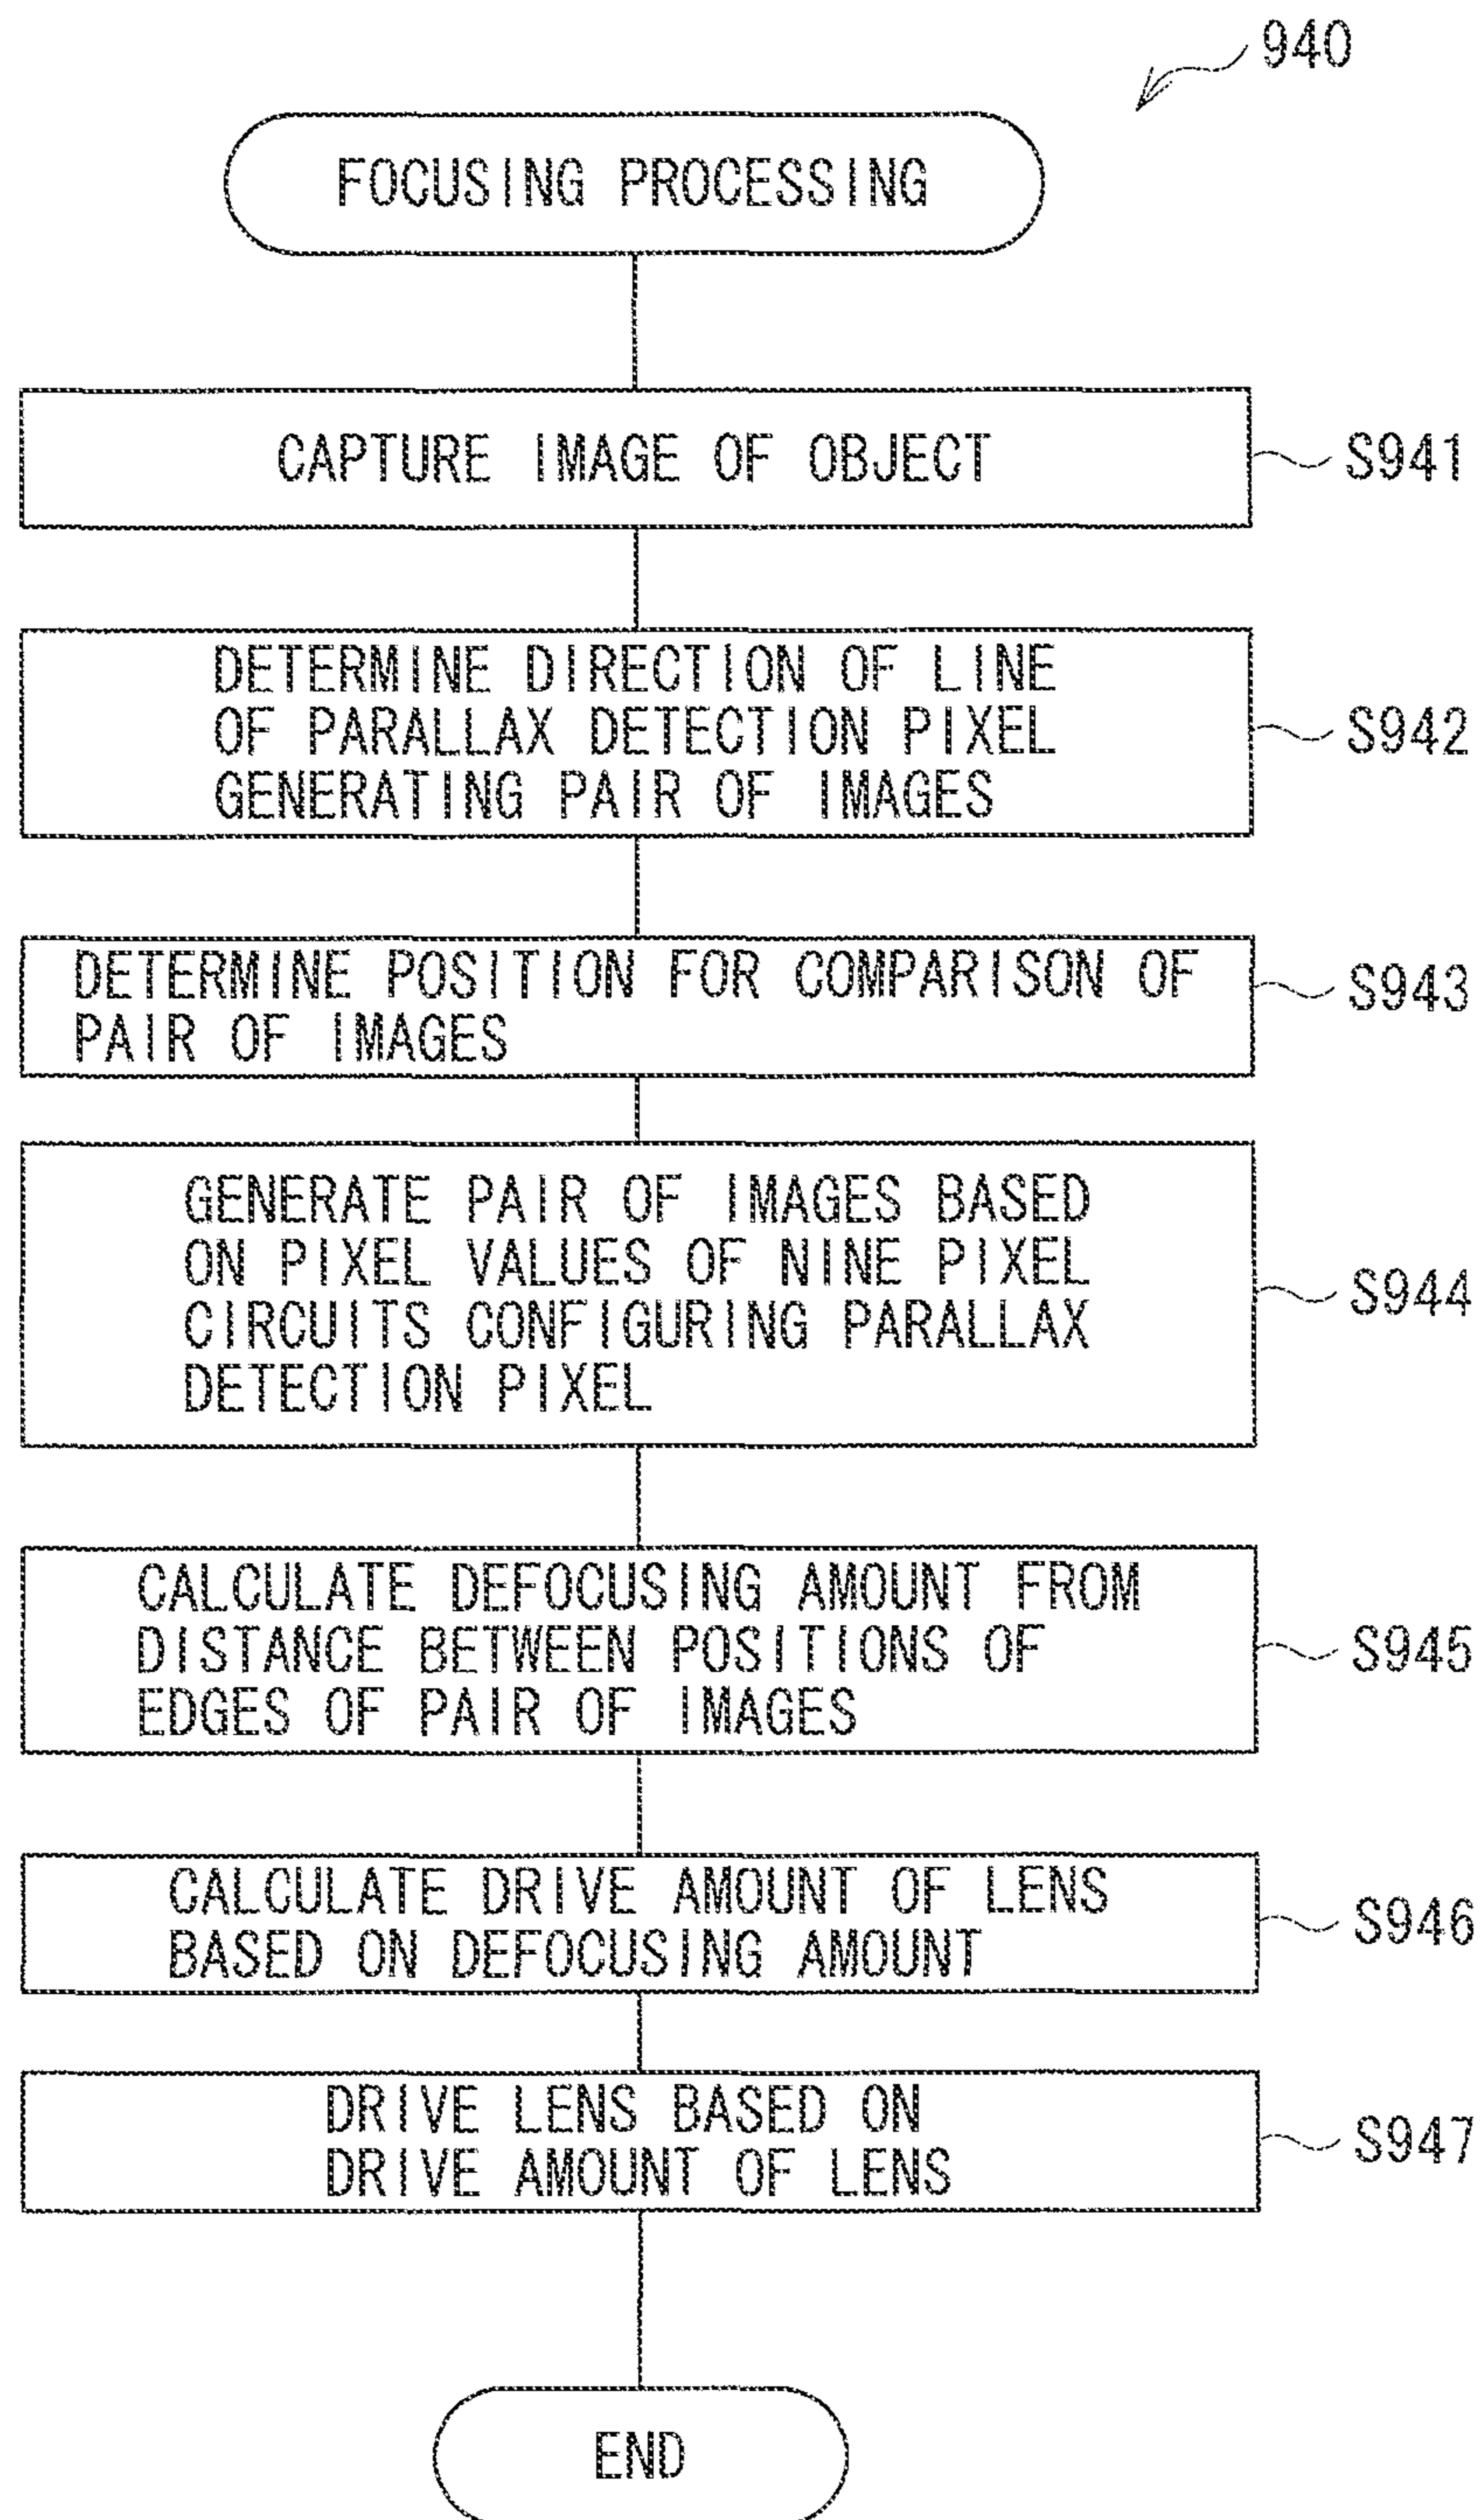 940
FOCUSING PROCESSING
CAPTURE IMAGE OF OBJECT
S941
DETERMINE DIRECTION OF LINE
OF PARALLAX DETECTION PIXEL
GENERATING PAIR OF IMAGES
S942
DETERMINE POSITION FOR COMPARISON OF
PAIR OF IMAGES
S943
GENERATE PAIR OF IMAGES BASED
ON PIXEL VALUES OF NINE PIXEL
CIRCUITS CONFIGURING PARALLAX
DETECTION PIXEL
S944
CALCULATE DEFOCUSING AMOUNT FROM
DISTANCE BETWEEN POSITIONS OF
EDGES OF PAIR OF IMAGES
S945
CALCULATE DRIVE AMOUNT OF LENS
BASED ON DEFOCUSING AMOUNT
S946
DRIVE LENS BASED ON
DRIVE AMOUNT OF LENS
S947
END